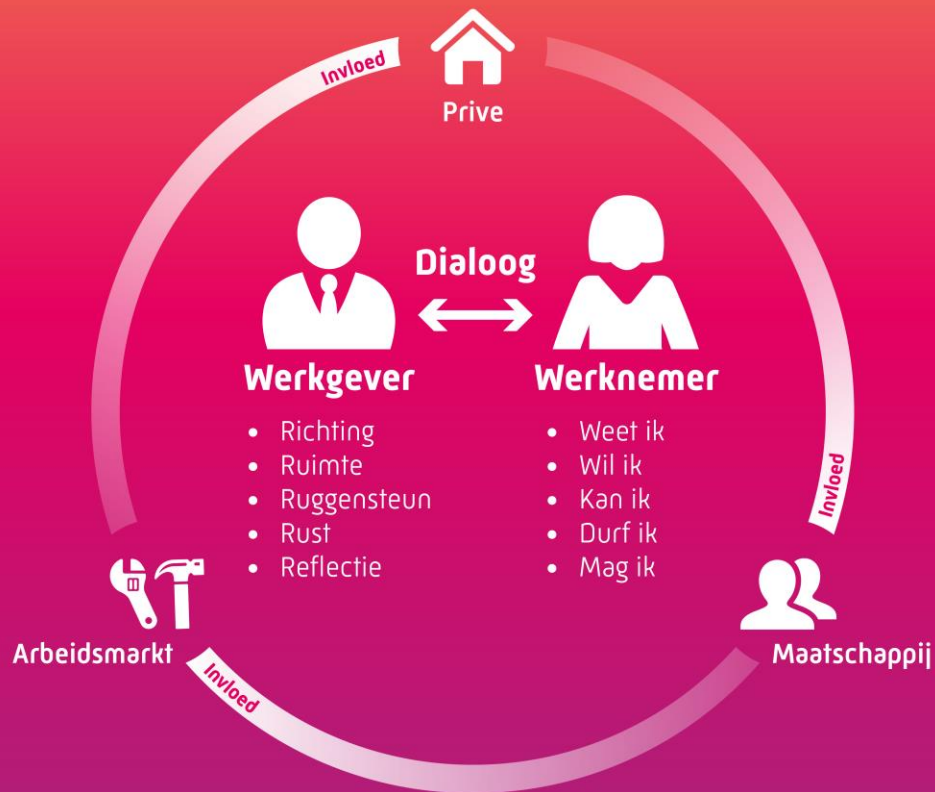 Invloed
Prive
Dialoog
Werkgever
• Richting
• Ruimte
• Ruggensteun
• Rust
• Reflectie
Werknemer
• Weet ik
• Wil ik
• Kan ik
• Durf ik
• Mag ik
Invloed
Arbeidsmarkt
Maatschappij
Invloed